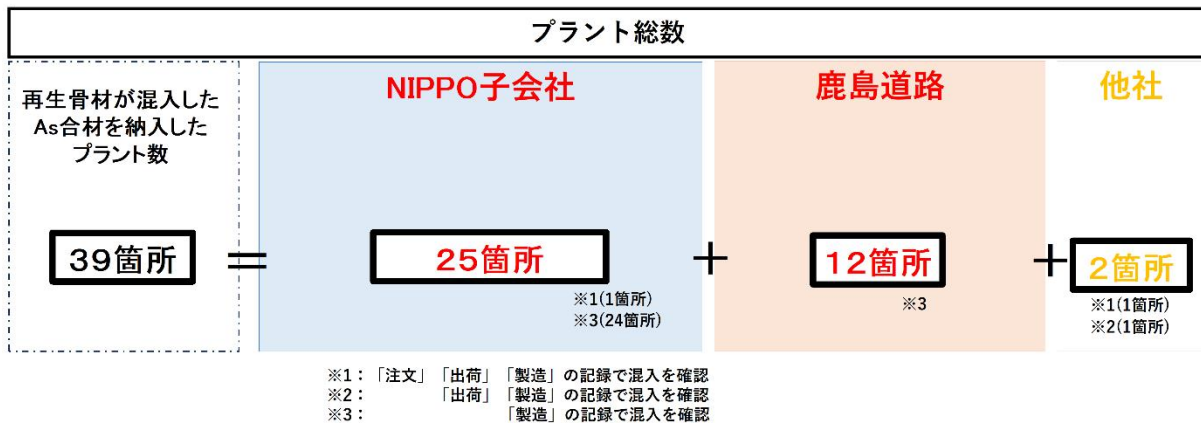 プラント総数
再生骨材が混入した
As合材を納入した
プラント数
39箇所
=
NIPPO子会社
25箇所
※1(1箇所)
※3(24箇所)
+
鹿島道路
12箇所
※3
+
他社
2箇所
※1(1箇所)
※2(1箇所)
※1：「注文」「出荷」「製造」の記録で混入を確認
※2：「出荷」「製造」の記録で混入を確認
※3：「製造」の記録で混入を確認